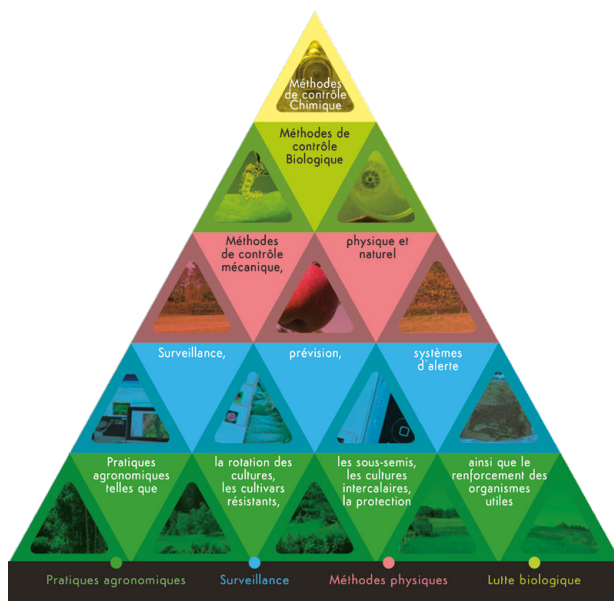 Méthodes
de contrôle
Chimique
Méthodes de
contrôle
Biologique
Méthodes
de contrôle
mécanique,
physique et
naturel
Surveillance,
prévision,
systèmes
d'alerte
Pratiques
agronomiques
telles que
la rotation des
cultures,
les cultivars
résistants,
les sous-semis,
les cultures
intercalaires,
la protection
ainsi que le
renforcement des
organismes
utiles
Pratiques agronomiques
Surveillance
Méthodes physiques
Lutte biologique